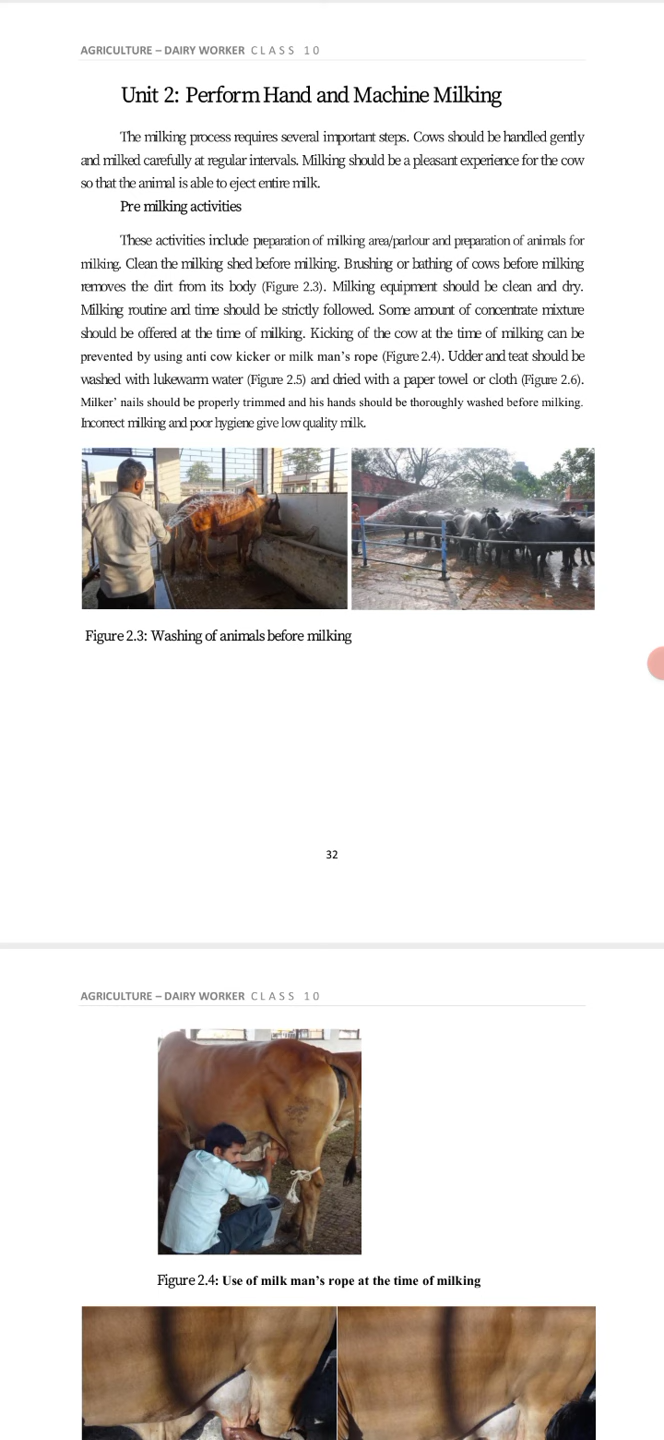 AGRICULTURE – DAIRY WORKER CLASS 10
Unit 2: Perform Hand and Machine Milking
The milking process requires several important steps. Cows should be handled gently
and milked carefully at regular intervals. Milking should be a pleasant experience for the cow
so that the animal is able to eject entire milk.
Pre milking activities
These activities include preparation of milking area/parlour and preparation of animals for
milking. Clean the milking shed before milking. Brushing or bathing of cows before milking
removes the dirt from its body (Figure 2.3). Milking equipment should be clean and dry.
Milking routine and time should be strictly followed. Some amount of concentrate mixture
should be offered at the time of milking. Kicking of the cow at the time of milking can be
prevented by using anti cow kicker or milk man's rope (Figure 2.4). Udder and teat should be
washed with lukewarm water (Figure 2.5) and dried with a paper towel or cloth (Figure 2.6).
Milker' nails should be properly trimmed and his hands should be thoroughly washed before milking.
Incorrect milking and poor hygiene give low quality milk.
Figure 2.3: Washing of animals before milking
32
AGRICULTURE – DAIRY WORKER CLASS 10
Figure 2.4: Use of milk man's rope at the time of milking